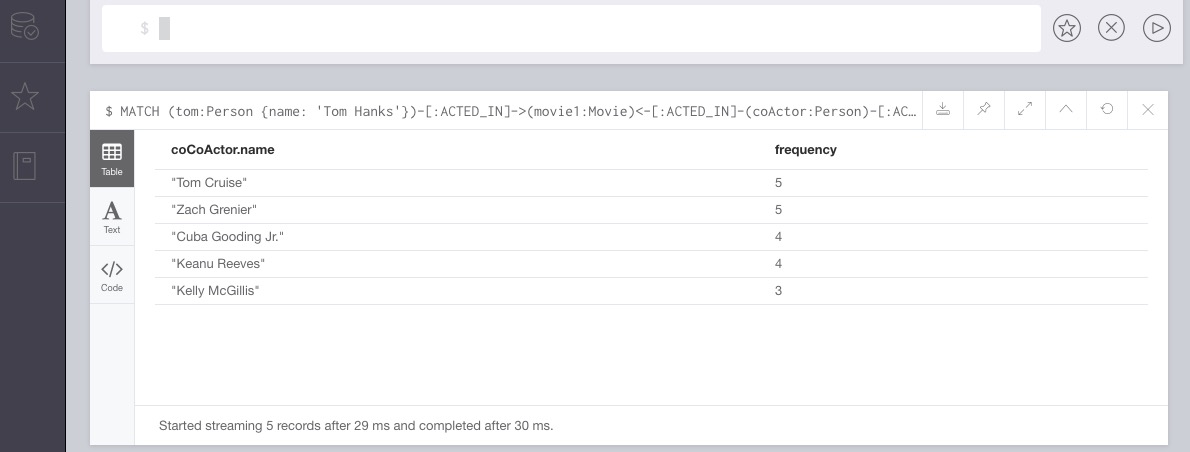 $
$ MATCH (tom:Person {name: 'Tom Hanks'})-[:ACTED_IN]->(movie1:Movie)<-[:ACTED_IN]-(coActor:Person)-[:AC…
Table
Text
Code
coCoActor.name frequency
"Tom Cruise" 5
"Zach Grenier" 5
"Cuba Gooding Jr." 4
"Keanu Reeves" 4
"Kelly McGillis" 3
Started streaming 5 records after 29 ms and completed after 30 ms.